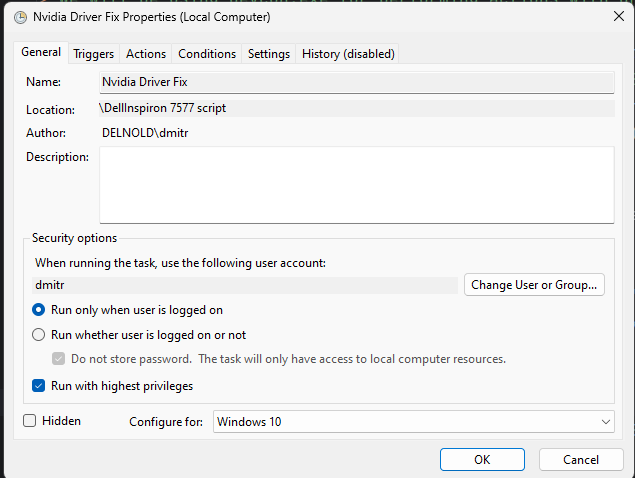 Nvidia Driver Fix Properties (Local Computer)
General Triggers Actions Conditions Settings History (disabled)
Name: Nvidia Driver Fix
Location: \DellInspiron 7577 script
Author: DELNOLD\dmitr
Description:
Security options
When running the task, use the following user account:
dmitr Change User or Group...
Run only when user is logged on
Run whether user is logged on or not
Do not store password. The task will only have access to local computer resources.
Run with highest privileges
Hidden Configure for: Windows 10
OK Cancel